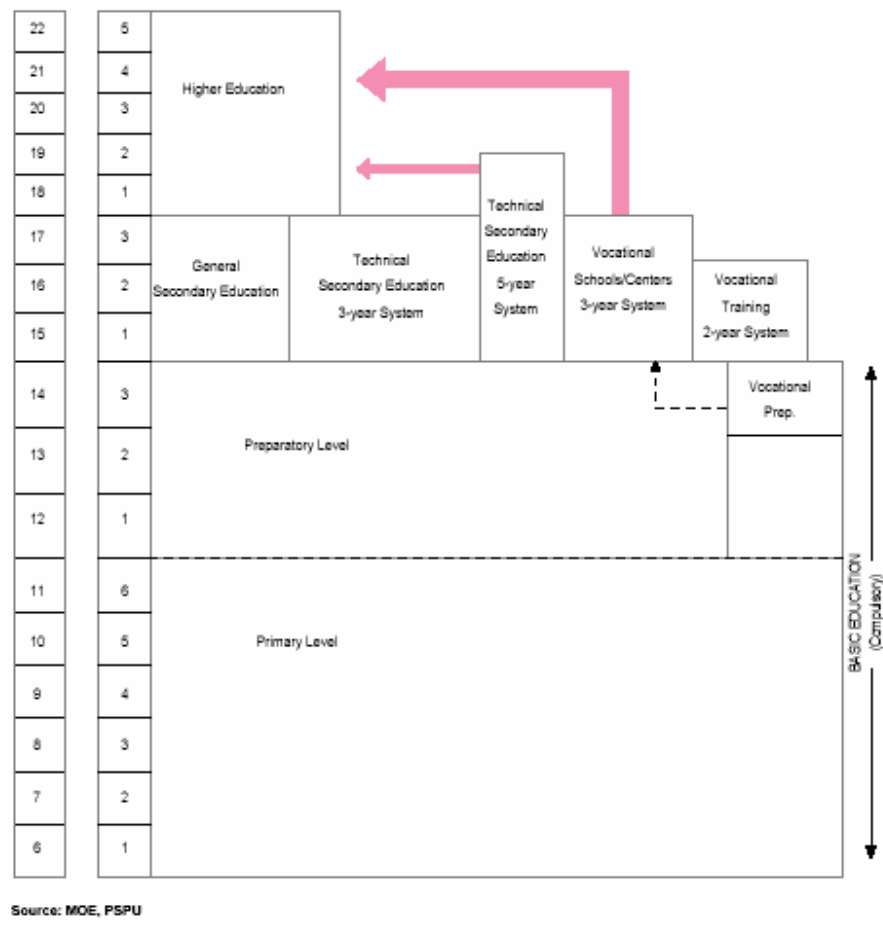 22 5
21 4
Higher Education
20 3
19 2
18 1
17 3
16 2
15 1
General
Secondary Education
Technical
Secondary Education
3-year System
Technical
Secondary
Education
5-year
System
Vocational
Schools/Centers
3-year System
Vocational
Training
2-year System
14 3
13 2
12 1
Preparatory Level
Vocational
Prep.
11 6
10 5
9 4
8 3
7 2
6 1
Primary Level
BASIC EDUCATION
(Compulsory)
Source: MOE, PSPU